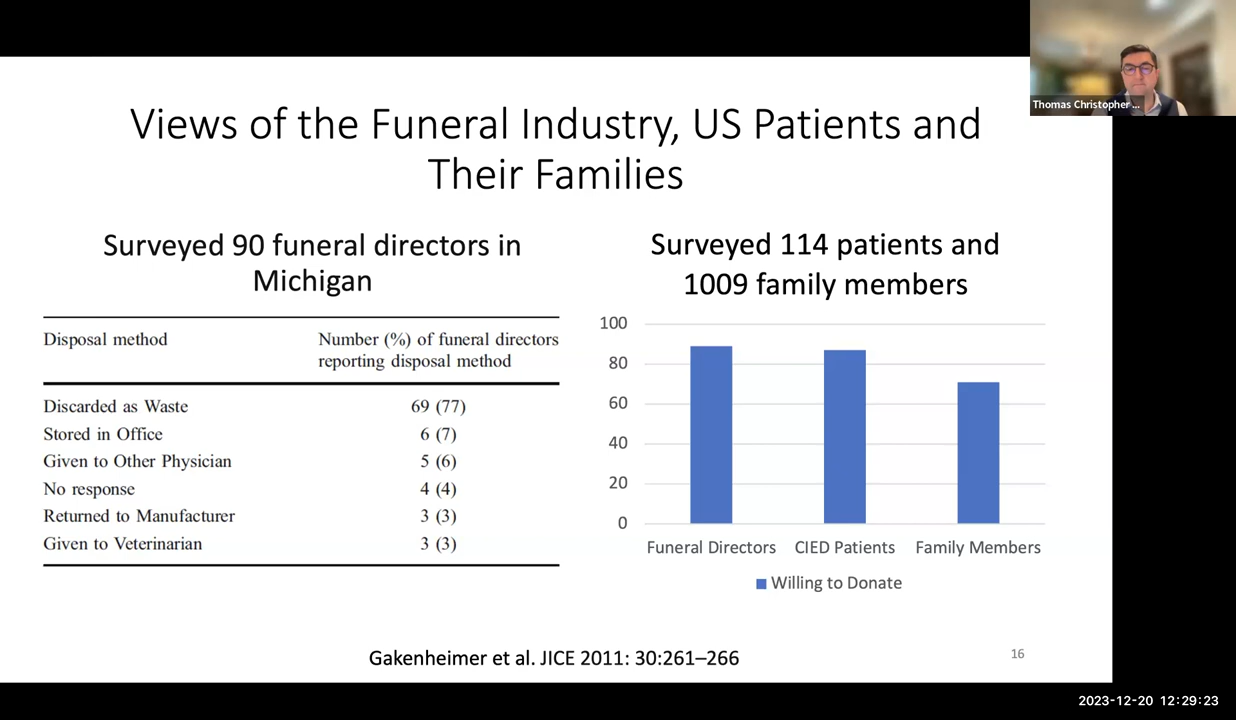 Thomas Christopher ...
Views of the Funeral Industry, US Patients and
Their Families
Surveyed 90 funeral directors in
Michigan
Disposal method Number (%) of funeral directors
reporting disposal method
Discarded as Waste 69 (77)
Stored in Office 6 (7)
Given to Other Physician 5 (6)
No response 4 (4)
Returned to Manufacturer 3 (3)
Given to Veterinarian 3 (3)
Surveyed 114 patients and
1009 family members
100
80
60
40
20
0
Funeral Directors CIED Patients Family Members
Willing to Donate
Gakenheimer et al. JICE 2011: 30:261–266
16
2023-12-20 12:29:23